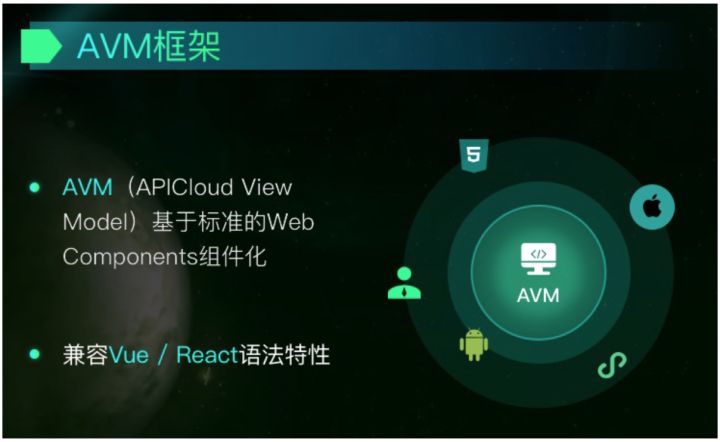 AVM框架
AVM（APICloud View
Model）基于标准的Web
Components组件化
兼容Vue / React语法特性
5
</>
AVM